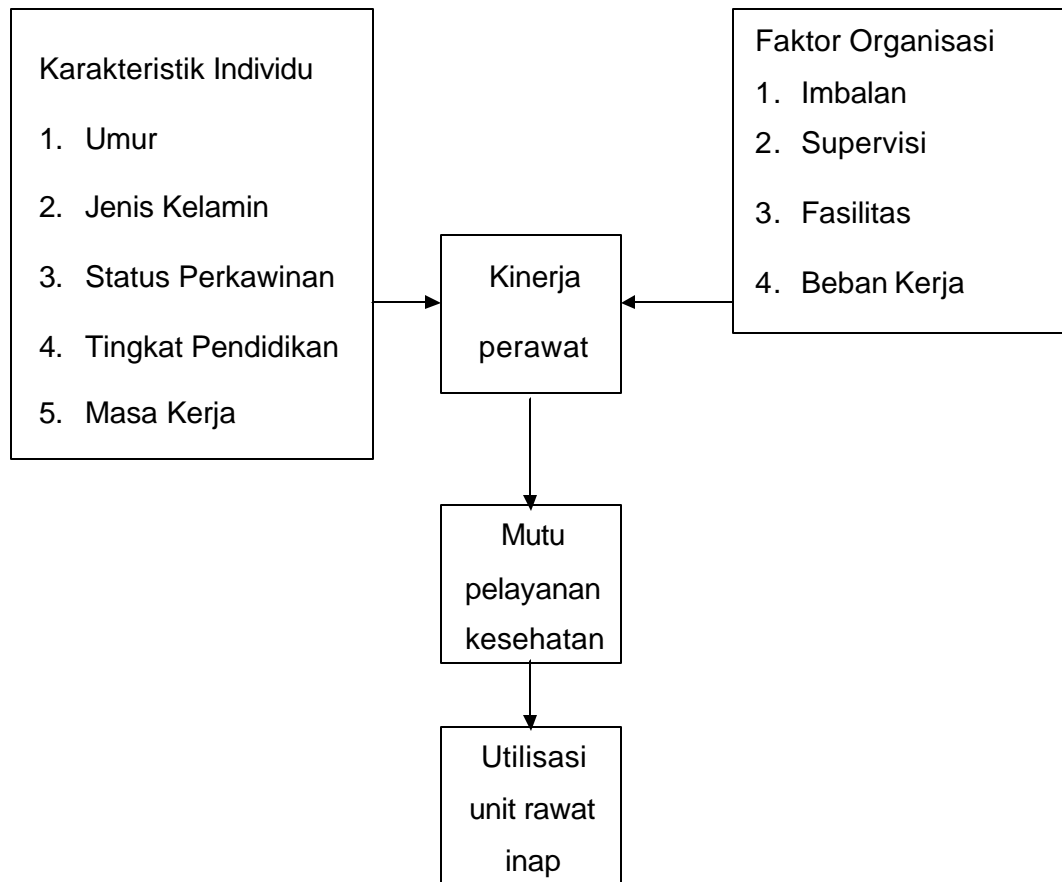 Karakteristik Individu
1. Umur
2. Jenis Kelamin
3. Status Perkawinan
4. Tingkat Pendidikan
5. Masa Kerja
Faktor Organisasi
1. Imbalan
2. Supervisi
3. Fasilitas
4. Beban Kerja
Kinerja
perawat
Mutu
pelayanan
kesehatan
Utilisasi
unit rawat
inap